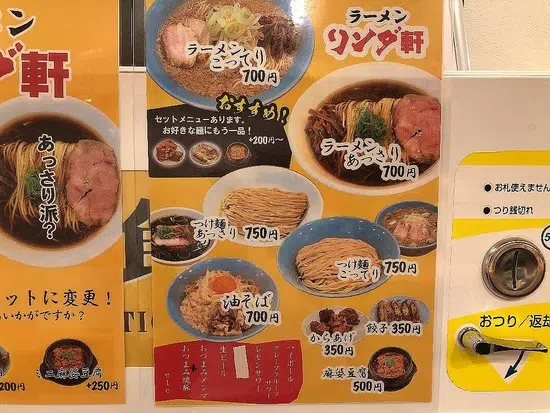 ーメン
グ軒
あっさり派?
ットに変更!
いかがですか?
200円
ミニ麻婆豆腐
+250円
ラーメン
こってり
700円
ラーメン
リング軒
おすすめ!
セットメニューあります。
お好きな麺にもう一品!
+200円〜
ラーメン
あっさり
700円
つけ麺
あっさり
750円
つけ麺
こってり
750円
油そば
700円
からあげ
350円
餃子 350円
麻婆豆腐
500円
ハイボール
グレープフルーツサワー
レモンサワー
生ビール
+
おつまみメンマ
おつまみ焼豚
● お札使えません
● つり銭切れ
おつり/返却